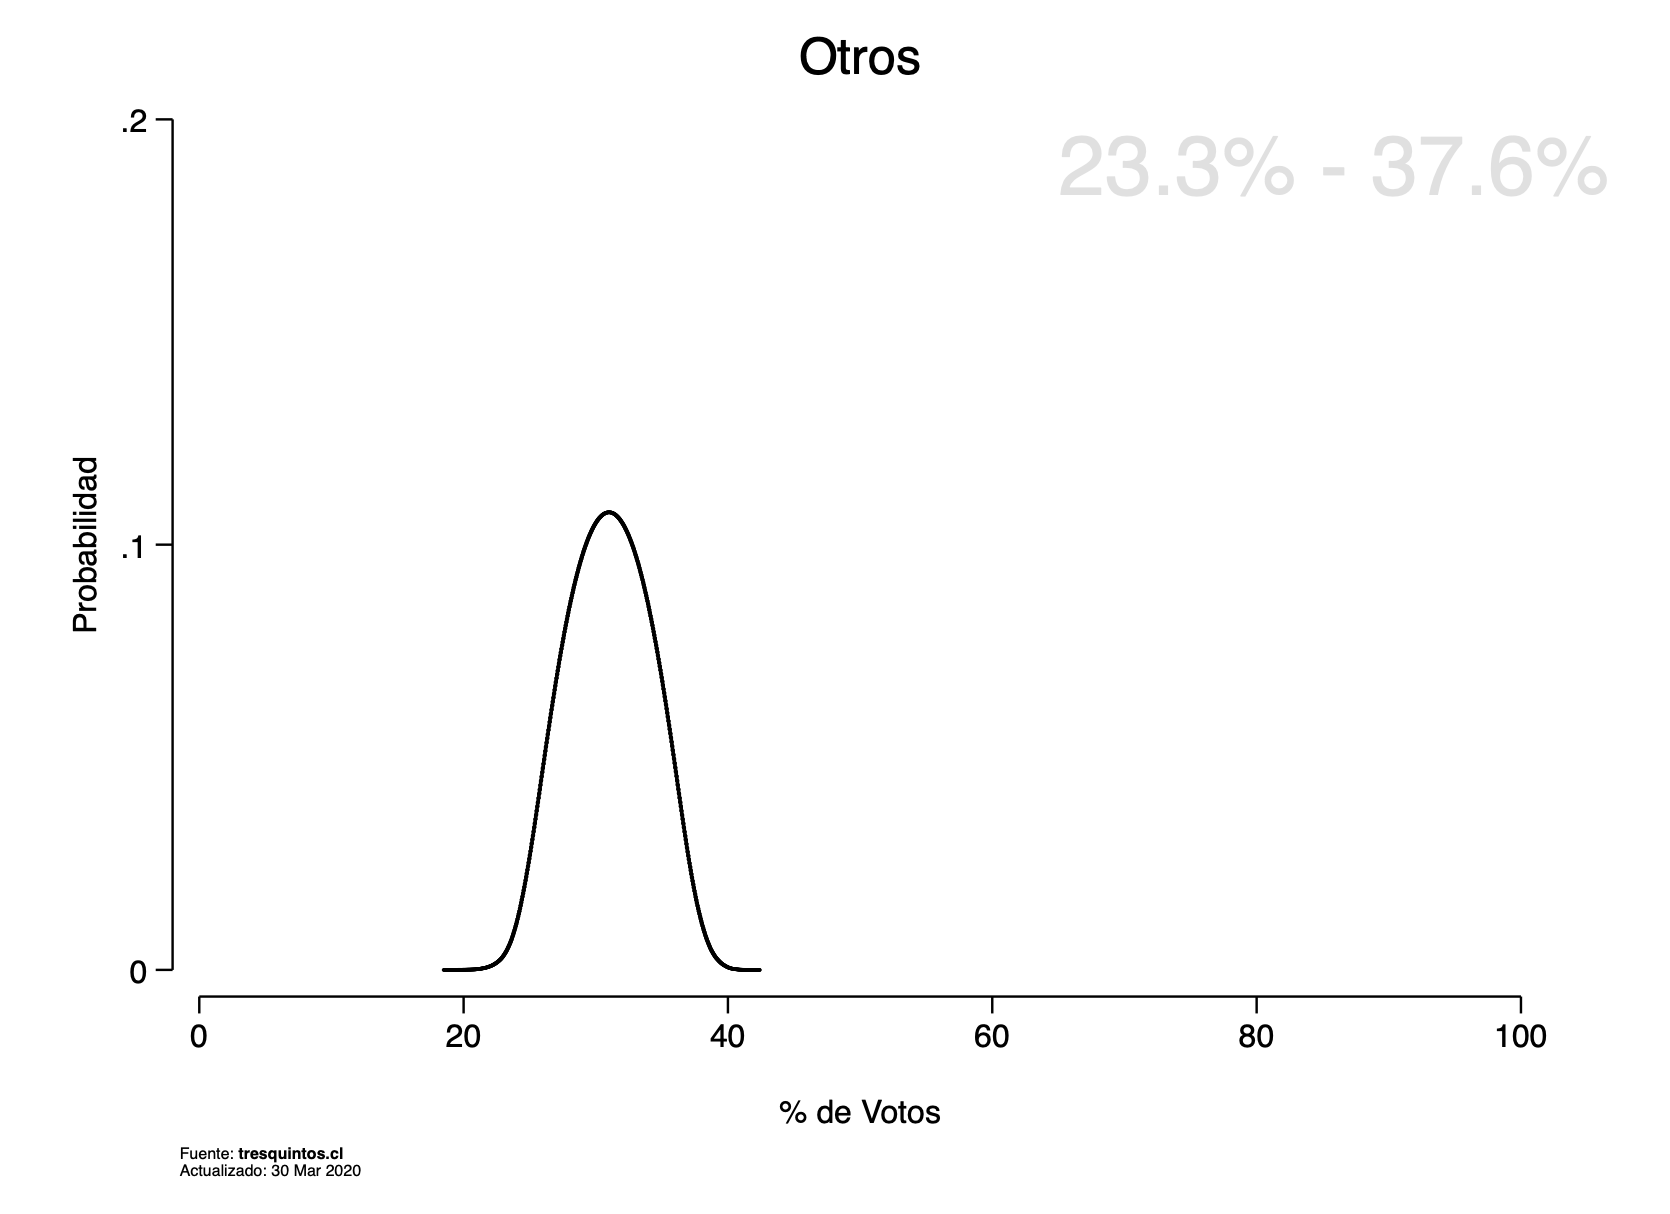 Otros
23.3% - 37.6%
.2
.1
0
Probabilidad
0 20 40 60 80 100
% de Votos
Fuente: tresquintos.cl
Actualizado: 30 Mar 2020